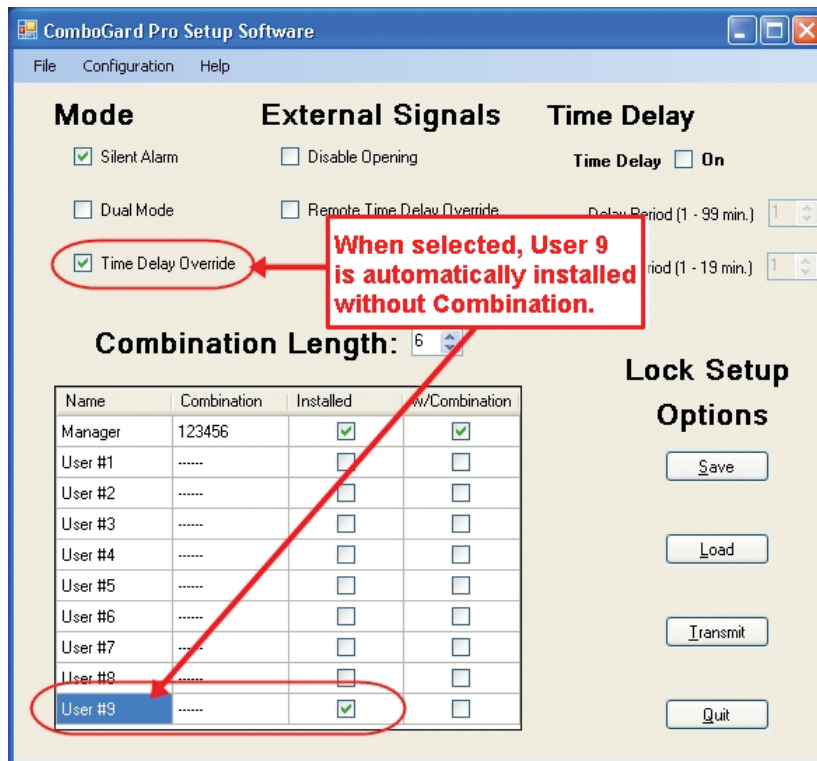 ComboGard Pro Setup Software
File Configuration Help
Mode External Signals Time Delay
Silent Alarm Disable Opening Time Delay On
Dual Mode Remote Time Delay Override Delay Period (1 - 99 min.) 1
Time Delay Override riod (1 - 19 min.) 1
When selected, User 9
is automatically installed
without Combination.
Combination Length: 6
Lock Setup
Options
Name Combination Installed w/Combination
Manager 123456
User #1 ------
User #2 ------
User #3 ------
User #4 ------
User #5 ------
User #6 ------
User #7 ------
User #8 ------
User #9 ------
Save
Load
Transmit
Quit